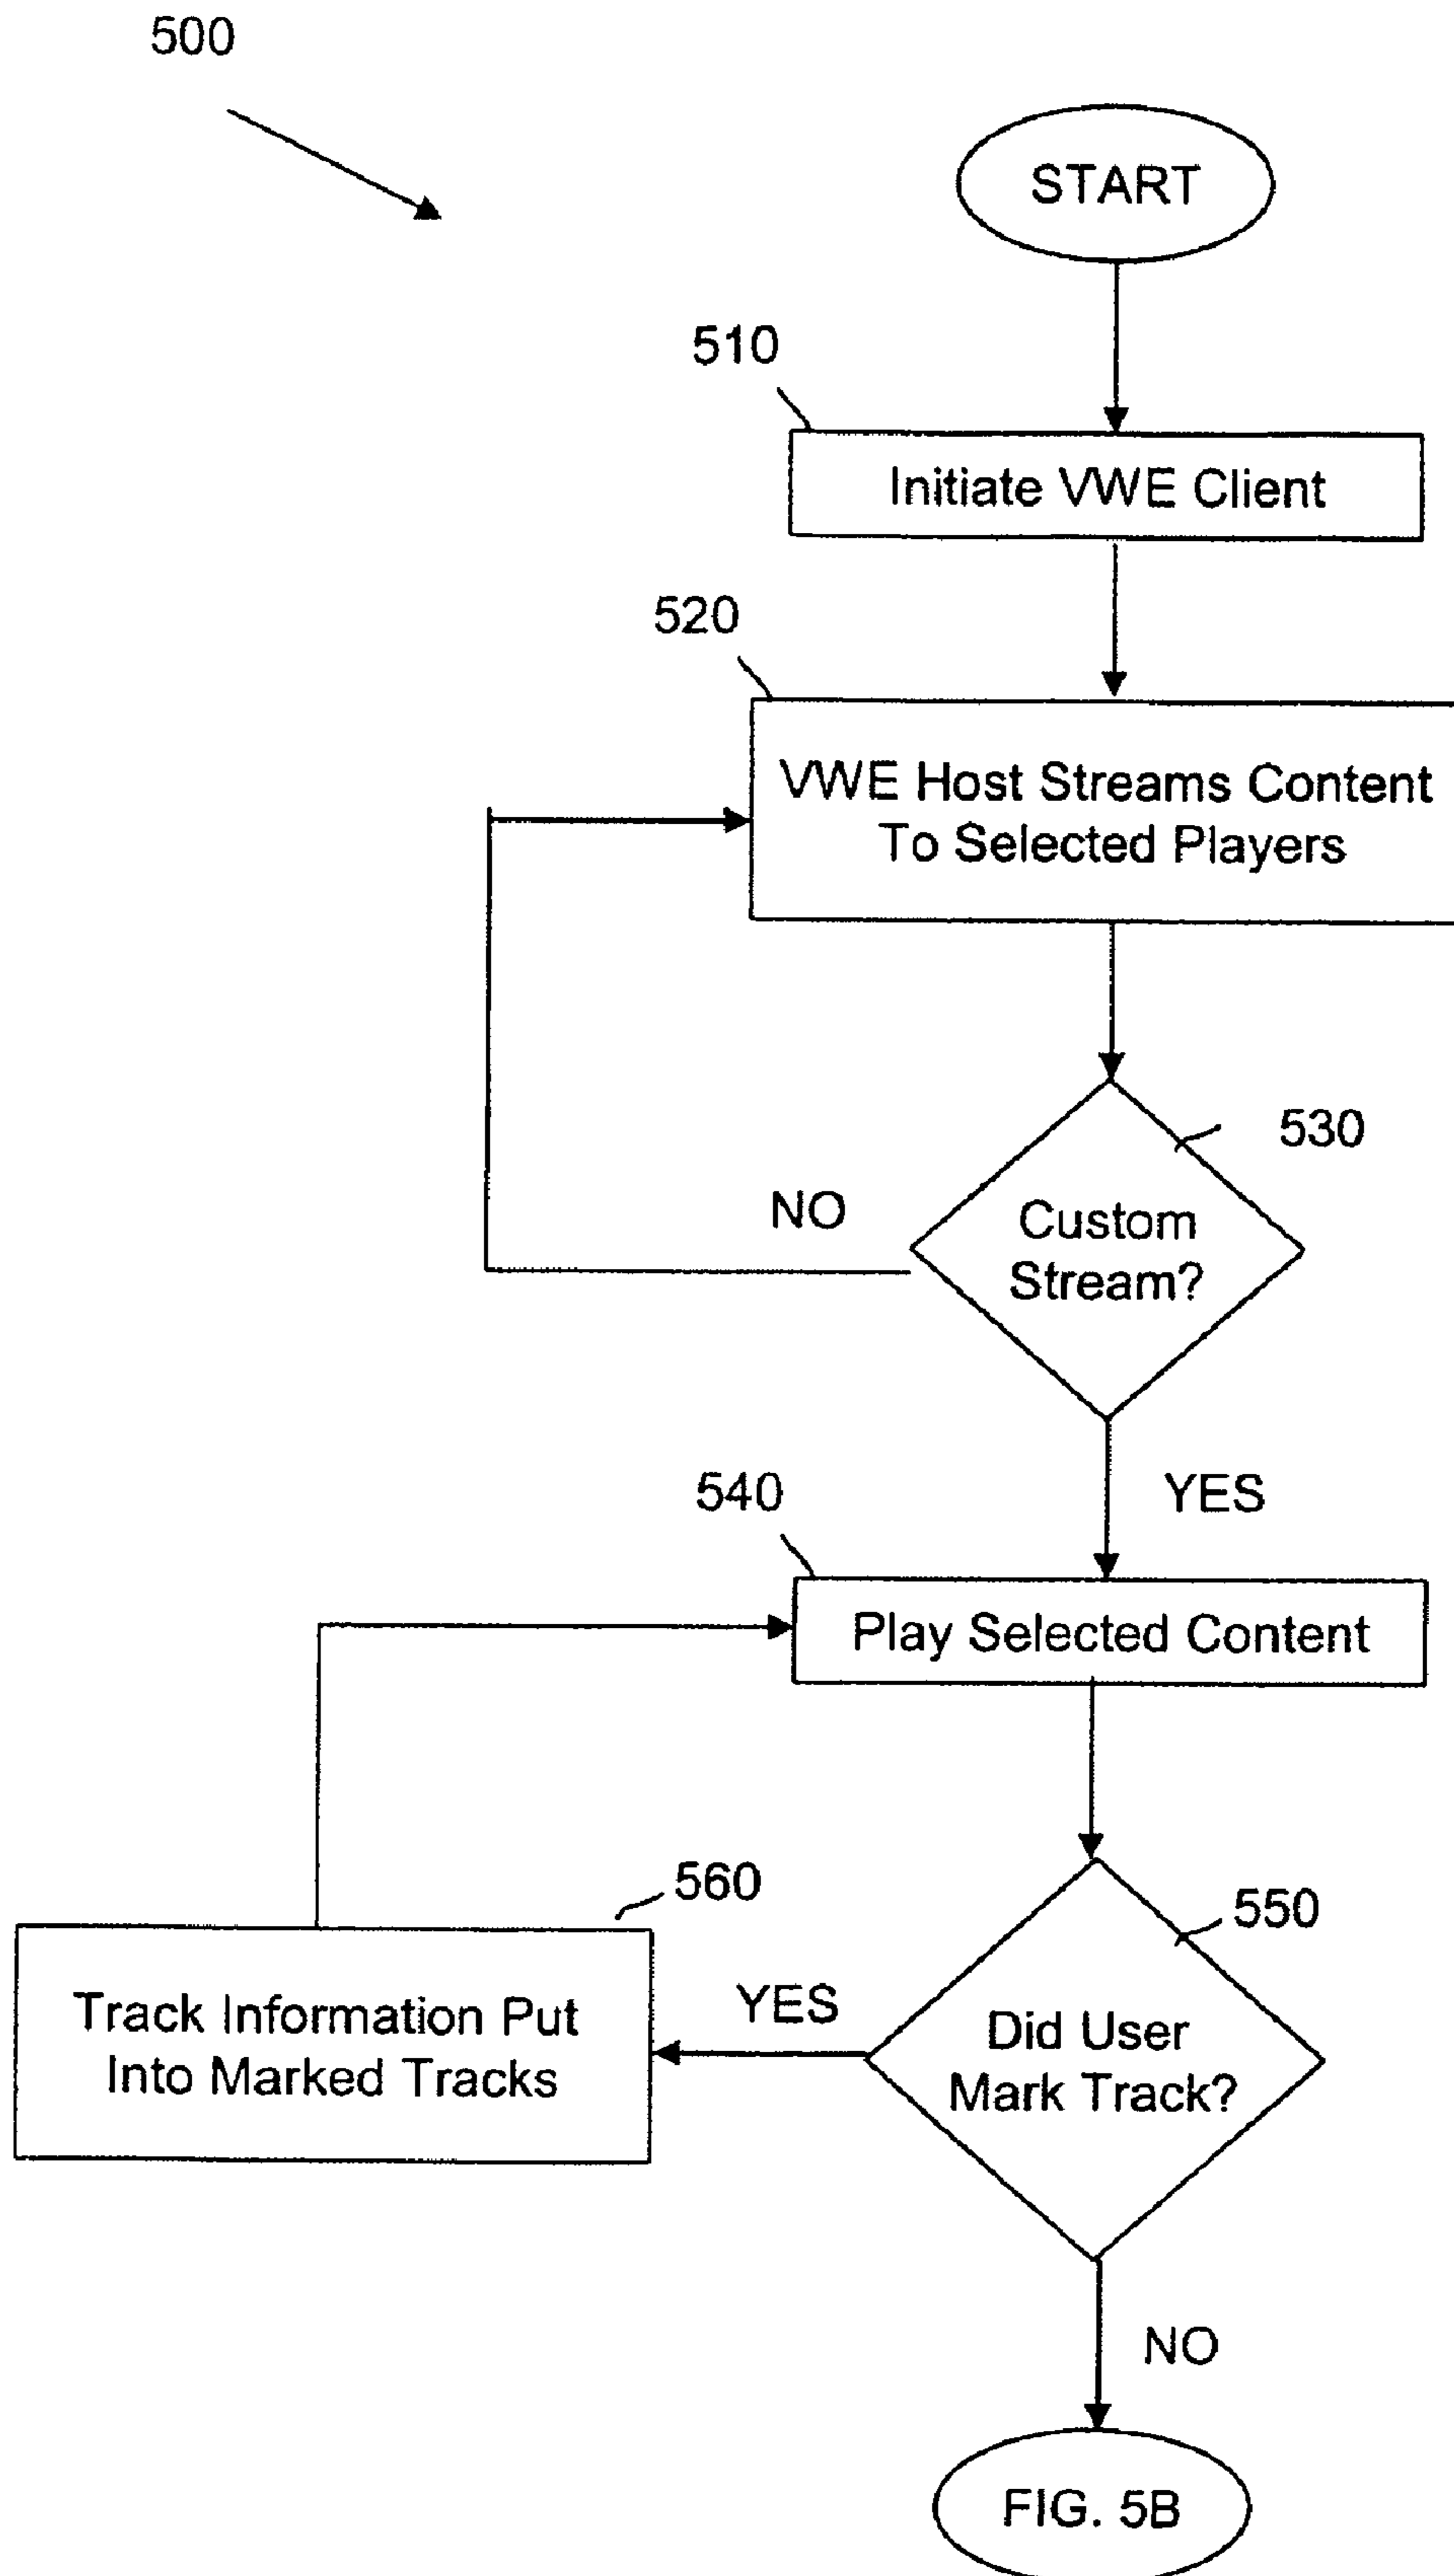 500
START
510
Initiate VWE Client
520
VWE Host Streams Content
To Selected Players
530
NO
Custom
Stream?
YES
540
Play Selected Content
560
550
Track Information Put
Into Marked Tracks
YES
Did User
Mark Track?
NO
FIG. 5B